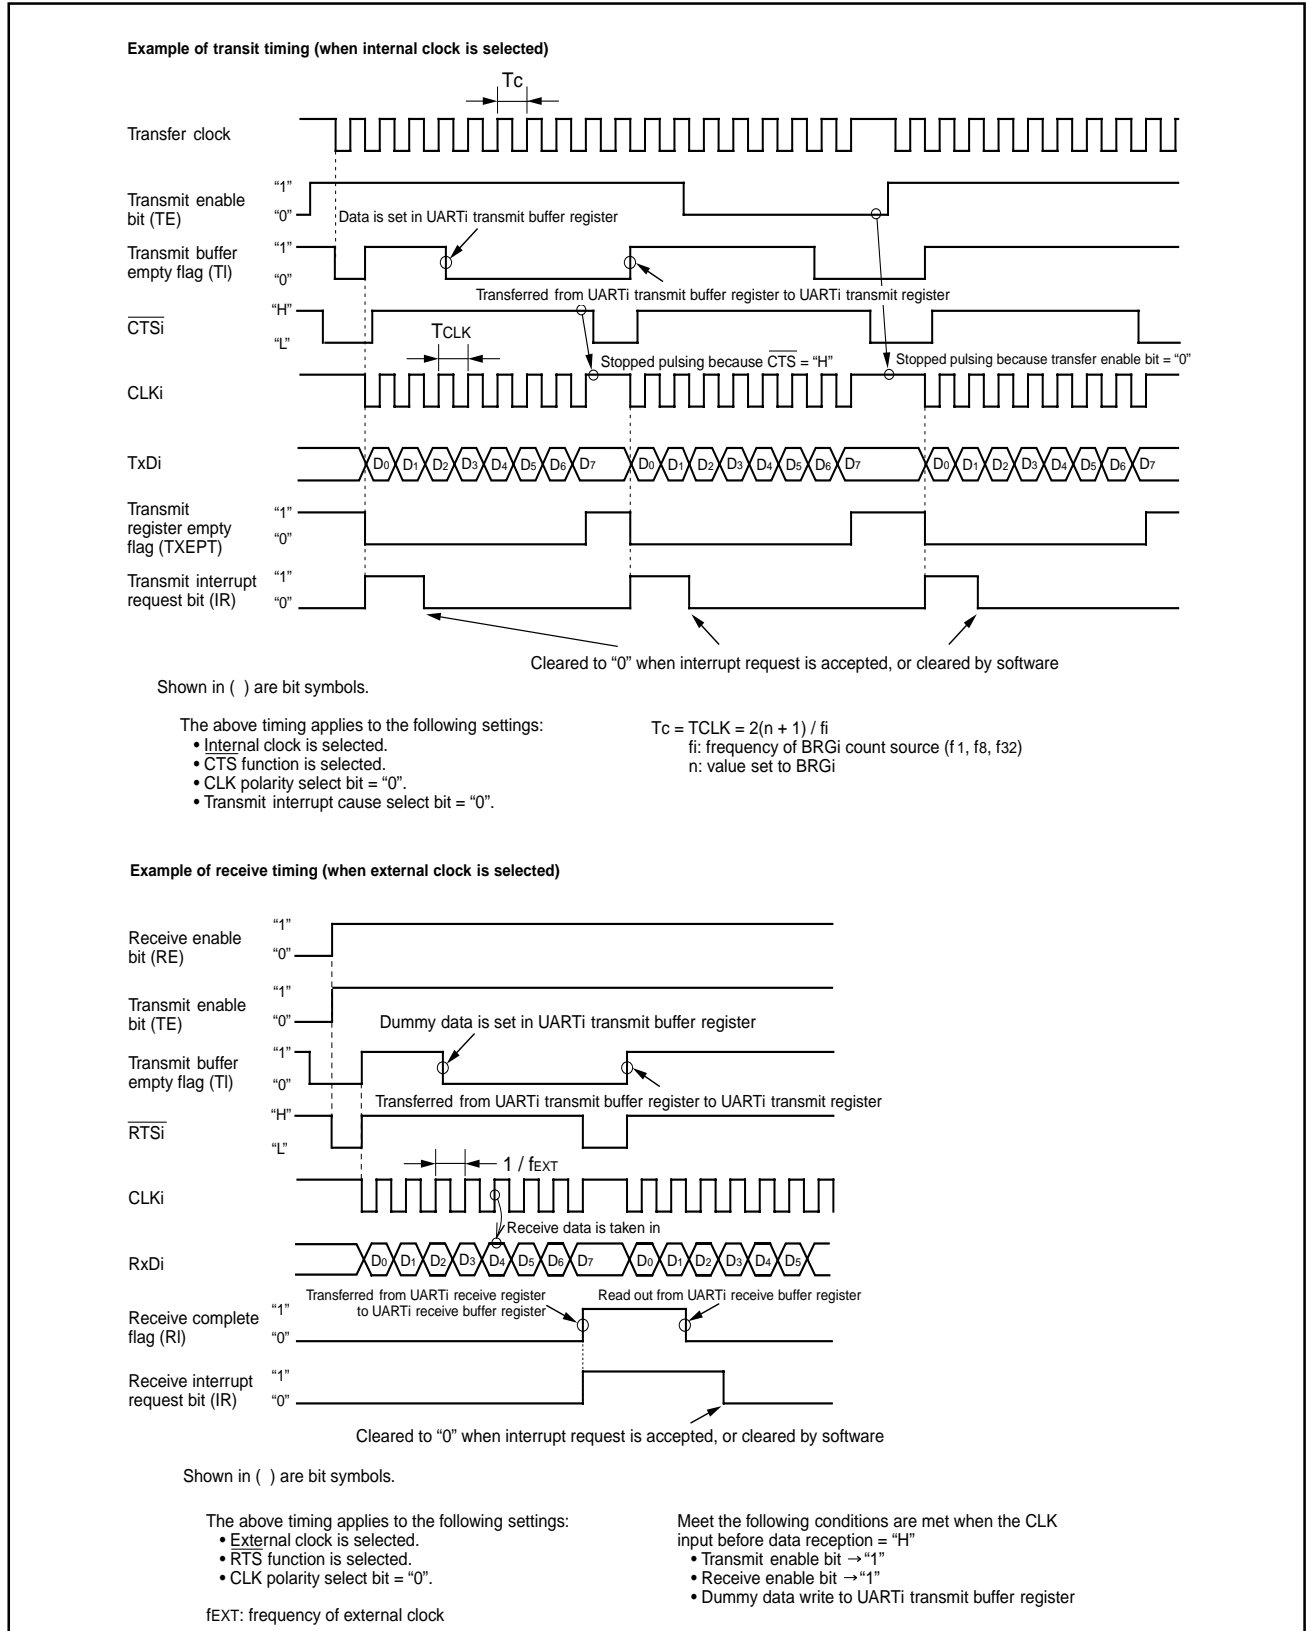 Example of transit timing (when internal clock is selected)
Tc
Transfer clock
Transmit enable
bit (TE)
“1”
“0”
Data is set in UARTi transmit buffer register
Transmit buffer
empty flag (TI)
“1”
“0”
Transferred from UARTi transmit buffer register to UARTi transmit register
CTSi
“H”
“L”
TCLK
Stopped pulsing because CTS = “H”
Stopped pulsing because transfer enable bit = “0”
CLKi
TxDi
D0 D1 D2 D3 D4 D5 D6 D7 D0 D1 D2 D3 D4 D5 D6 D7 D0 D1 D2 D3 D4 D5 D6 D7
Transmit
register empty
flag (TXEPT)
“1”
“0”
Transmit interrupt
request bit (IR)
“1”
“0”
Cleared to “0” when interrupt request is accepted, or cleared by software
Shown in ( ) are bit symbols.
The above timing applies to the following settings:
• Internal clock is selected.
• CTS function is selected.
• CLK polarity select bit = “0”.
• Transmit interrupt cause select bit = “0”.
Tc = TCLK = 2(n + 1) / fi
fi: frequency of BRGi count source (f1, f8, f32)
n: value set to BRGi
Example of receive timing (when external clock is selected)
Receive enable
bit (RE)
“1”
“0”
Transmit enable
bit (TE)
“1”
“0”
Dummy data is set in UARTi transmit buffer register
Transmit buffer
empty flag (TI)
“1”
“0”
Transferred from UARTi transmit buffer register to UARTi transmit register
RTSi
“H”
“L”
1 / fEXT
CLKi
Receive data is taken in
RxDi
D0 D1 D2 D3 D4 D5 D6 D7 D0 D1 D2 D3 D4 D5
Transferred from UARTi receive register
to UARTi receive buffer register
Read out from UARTi receive buffer register
Receive complete
flag (RI)
“1”
“0”
Receive interrupt
request bit (IR)
“1”
“0”
Cleared to “0” when interrupt request is accepted, or cleared by software
Shown in ( ) are bit symbols.
The above timing applies to the following settings:
• External clock is selected.
• RTS function is selected.
• CLK polarity select bit = “0”.
fEXT: frequency of external clock
Meet the following conditions are met when the CLK
input before data reception = “H”
• Transmit enable bit → “1”
• Receive enable bit → “1”
• Dummy data write to UARTi transmit buffer register